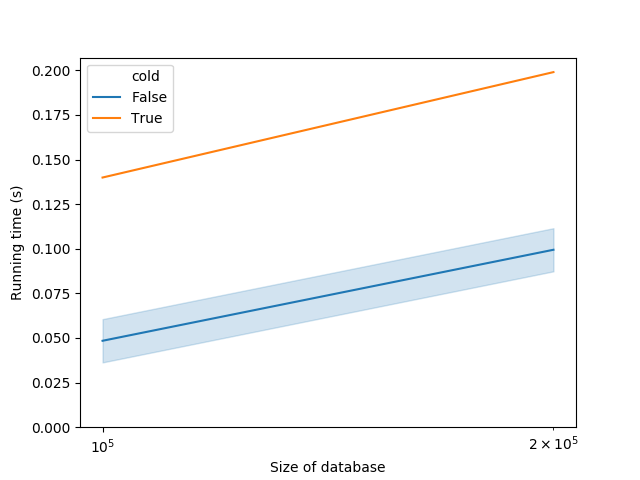 cold
False
True
Running time (s)
0.200
0.175
0.150
0.125
0.100
0.075
0.050
0.025
0.000
10⁵
2 × 10⁵
Size of database